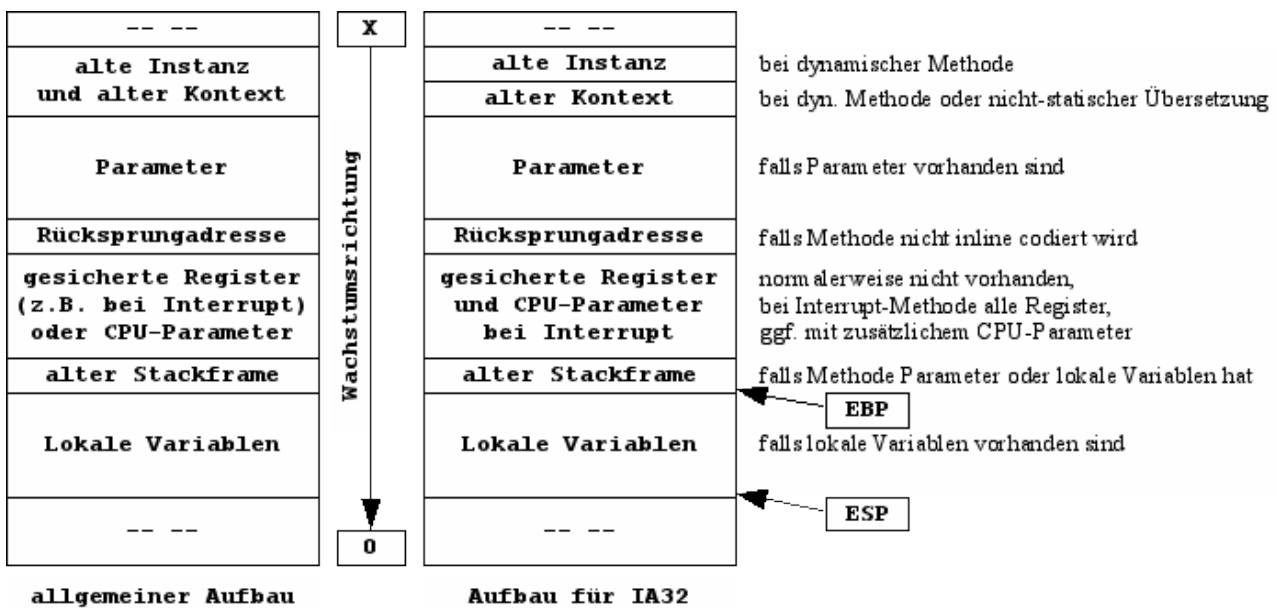 -- --
alte Instanz
und alter Kontext
Parameter
Rücksprungadresse
gesicherte Register
(z.B. bei Interrupt)
oder CPU-Parameter
alter Stackframe
Lokale Variablen
-- --
allgemeiner Aufbau
X
Wachstumsrichtung
0
-- --
alte Instanz
alter Kontext
Parameter
Rücksprungadresse
gesicherte Register
und CPU-Parameter
bei Interrupt
alter Stackframe
Lokale Variablen
-- --
Aufbau für IA32
bei dynamischer Methode
bei dyn. Methode oder nicht-statischer Übersetzung
falls Parameter vorhanden sind
falls Methode nicht inline codiert wird
normalerweise nicht vorhanden,
bei Interrupt-Methode alle Register,
ggf. mit zusätzlichem CPU-Parameter
falls Methode Parameter oder lokale Variablen hat
EBP
falls lokale Variablen vorhanden sind
ESP